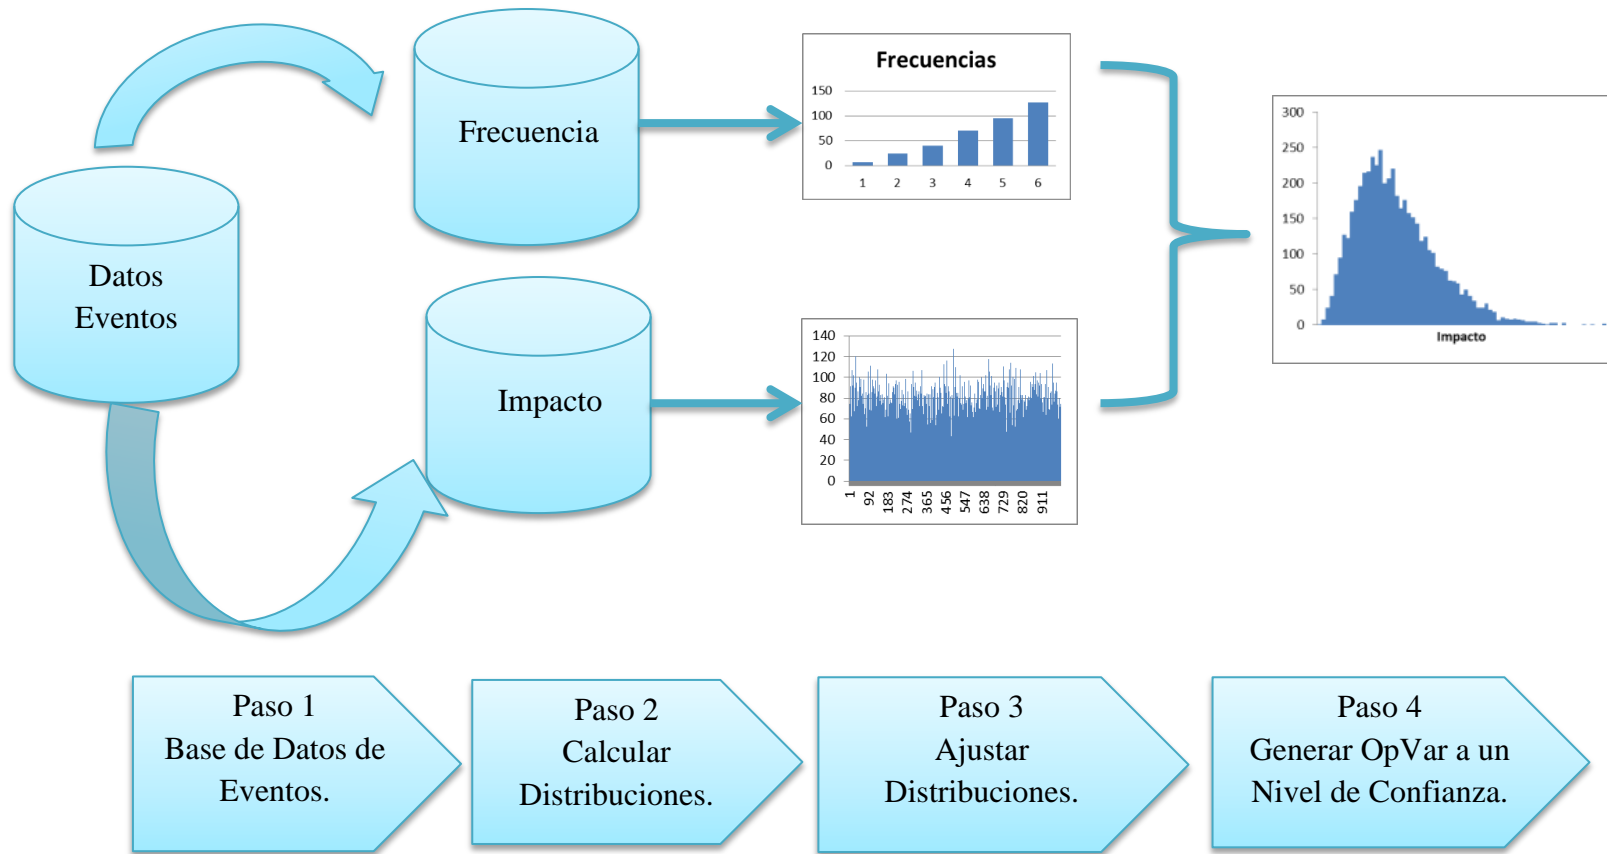 Frecuencia
Frecuencias
150
100
50
0
1 2 3 4 5 6
300
250
200
150
100
50
0
Impacto
Datos
Eventos
Impacto
140
120
100
80
60
40
20
0
1 92 183 274 365 456 547 638 729 820 911
Paso 1
Base de Datos de
Eventos.
Paso 2
Calcular
Distribuciones.
Paso 3
Ajustar
Distribuciones.
Paso 4
Generar OpVar a un
Nivel de Confianza.